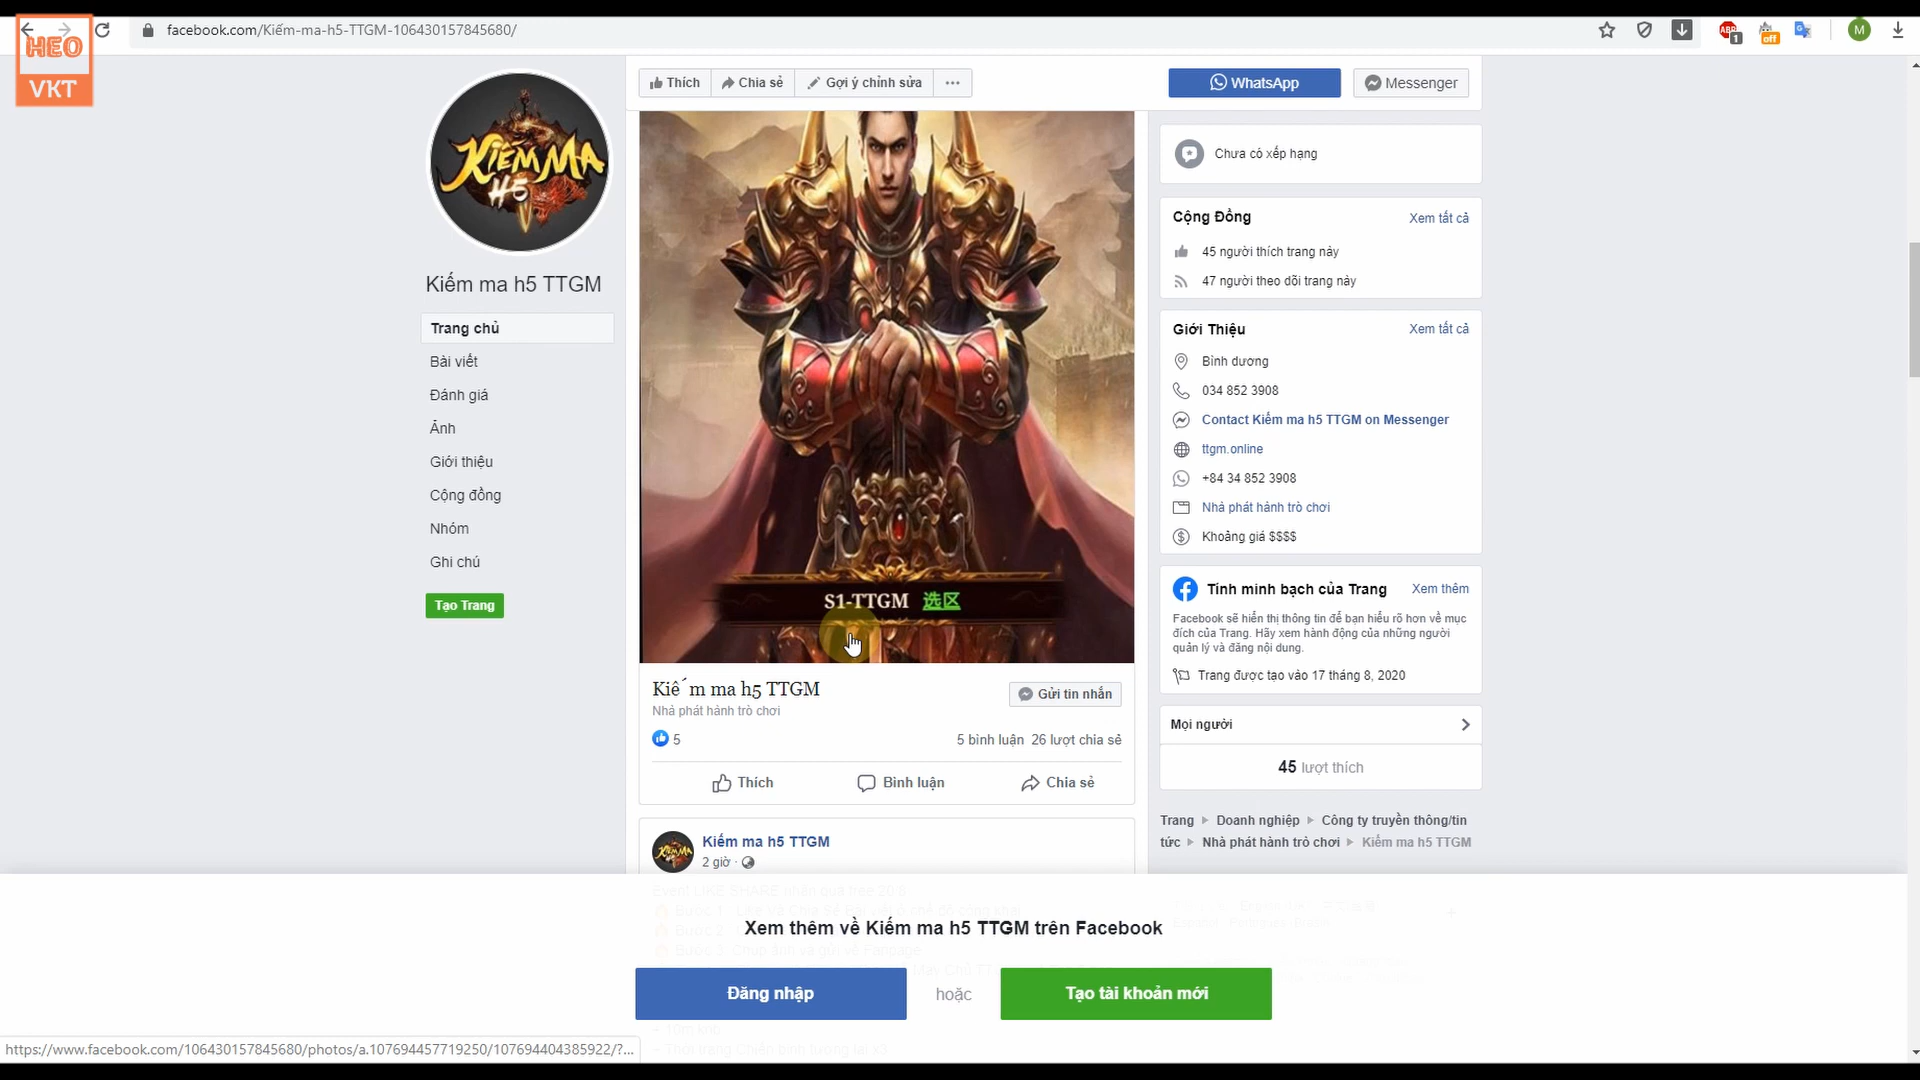 facebook.com/Kiếm-ma-h5-TTGM-106430157845680/
HEO
VKT
ABP
1
off
M
Thích
Chia sẻ
Gợi ý chỉnh sửa
WhatsApp
Messenger
KIẾM MA
H5
Kiếm ma h5 TTGM
Trang chủ
Bài viết
Đánh giá
Ảnh
Giới thiệu
Cộng đồng
Nhóm
Ghi chú
Tạo Trang
S1-TTGM 选区
Kiếm ma h5 TTGM
Nhà phát hành trò chơi
Gửi tin nhắn
5
5 bình luận 26 lượt chia sẻ
Thích
Bình luận
Chia sẻ
Kiếm ma h5 TTGM
2 giờ ·
Chưa có xếp hạng
Cộng Đồng
Xem tất cả
45 người thích trang này
47 người theo dõi trang này
Giới Thiệu
Xem tất cả
Bình dương
034 852 3908
Contact Kiếm ma h5 TTGM on Messenger
ttgm.online
+84 34 852 3908
Nhà phát hành trò chơi
Khoảng giá $$$$
Tính minh bạch của Trang
Xem thêm
Facebook sẽ hiển thị thông tin để bạn hiểu rõ hơn về mục
đích của Trang. Hãy xem hành động của những người
quản lý và đăng nội dung.
Trang được tạo vào 17 tháng 8, 2020
Mọi người
45 lượt thích
Trang
Doanh nghiệp
Công ty truyền thông/tin
tức
Nhà phát hành trò chơi
Kiếm ma h5 TTGM
Xem thêm về Kiếm ma h5 TTGM trên Facebook
Đăng nhập
hoặc
Tạo tài khoản mới
https://www.facebook.com/106430157845680/photos/a.107694457719250/107694404385922/?...